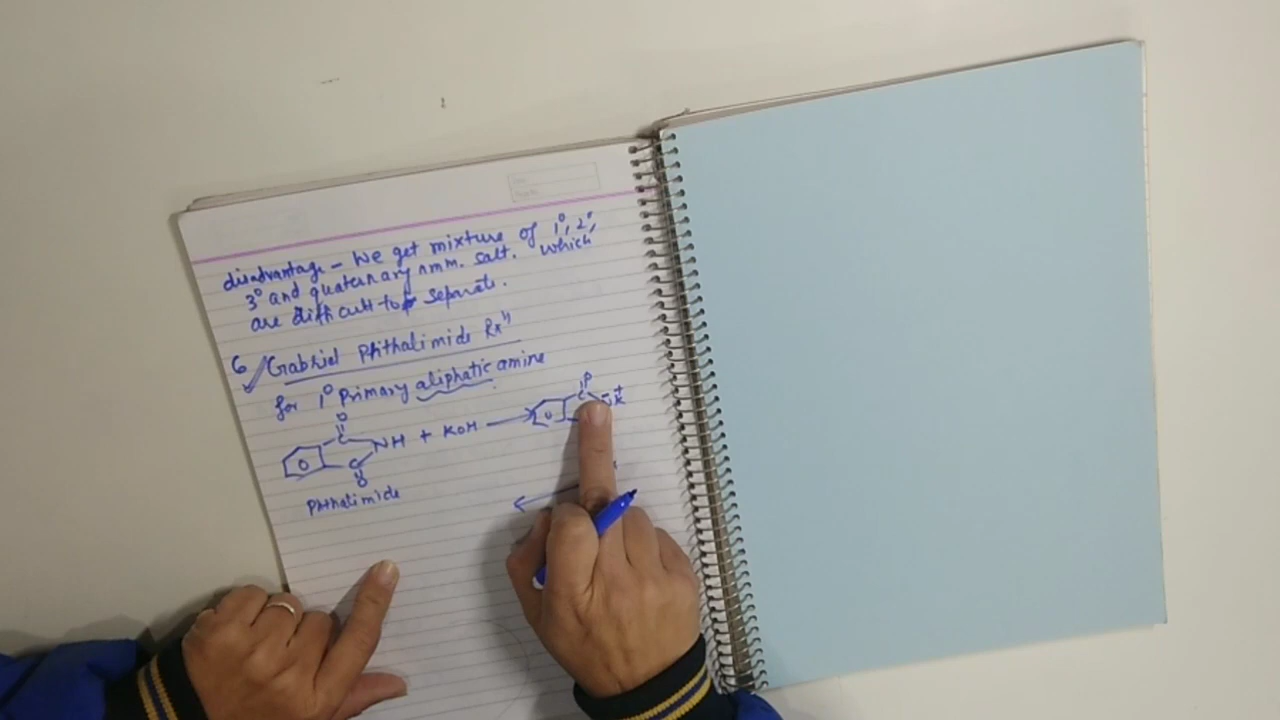 disadvantage - We get mixture of 1°, 2°,
3° and quaternary amm. salt. which
are difficult to separate.
6 Gabriel Phthalimide Rxⁿ
for 1° Primary aliphatic amine
O O
C C N⁻K⁺
NH + KOH →
C
O
Phthalimide